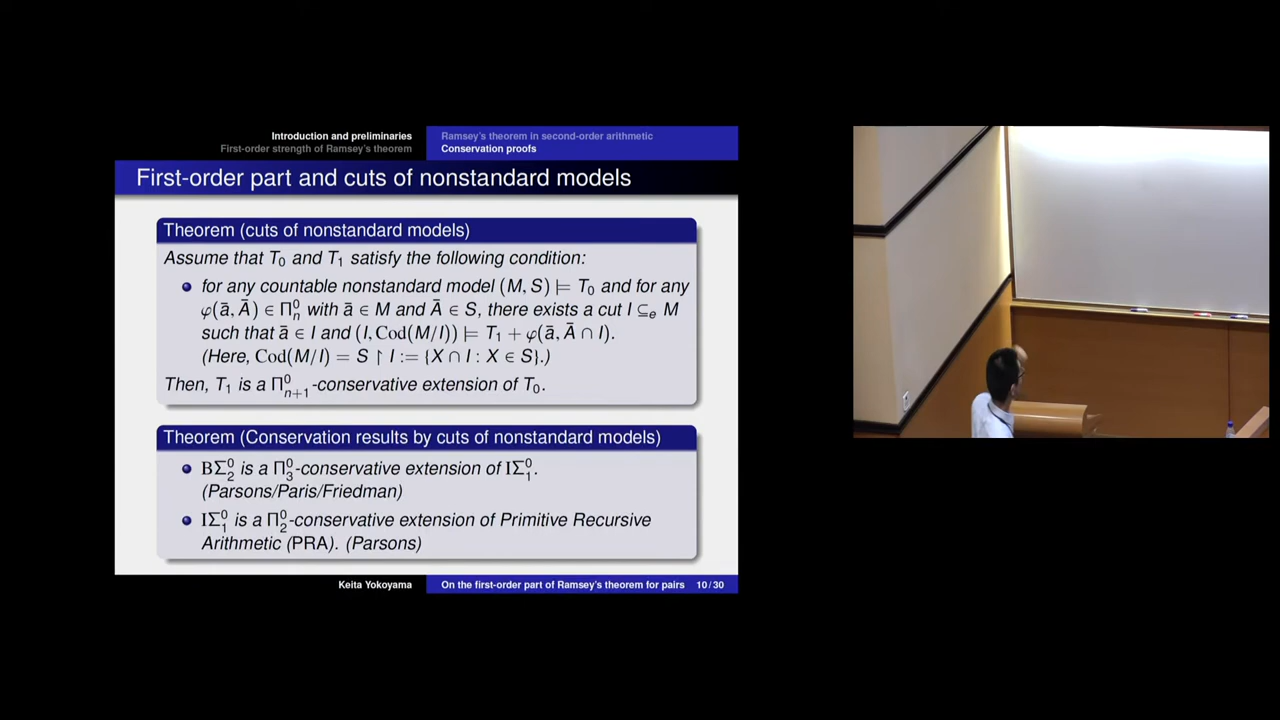 Introduction and preliminaries
First-order strength of Ramsey's theorem
Ramsey's theorem in second-order arithmetic
Conservation proofs
First-order part and cuts of nonstandard models
Theorem (cuts of nonstandard models)
Assume that T₀ and T₁ satisfy the following condition:
for any countable nonstandard model (M, S) ⊨ T₀ and for any
φ(ā, Ā) ∈ Π⁰ₙ with ā ∈ M and Ā ∈ S, there exists a cut I ⊆ₑ M
such that ā ∈ I and (I, Cod(M/I)) ⊨ T₁ + φ(ā, Ā ∩ I).
(Here, Cod(M/I) = S ↾ I := {X ∩ I : X ∈ S}.)
Then, T₁ is a Π⁰ₙ₊₁-conservative extension of T₀.
Theorem (Conservation results by cuts of nonstandard models)
BΣ⁰₂ is a Π⁰₃-conservative extension of IΣ⁰₁.
(Parsons/Paris/Friedman)
IΣ⁰₁ is a Π⁰₂-conservative extension of Primitive Recursive
Arithmetic (PRA). (Parsons)
Keita Yokoyama
On the first-order part of Ramsey's theorem for pairs 10 / 30